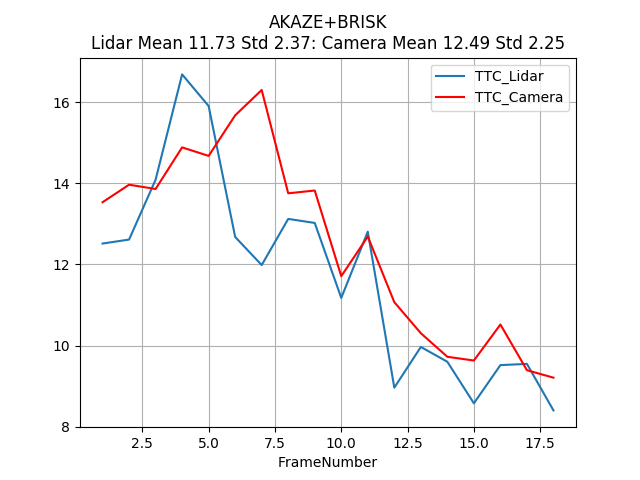 AKAZE+BRISK
Lidar Mean 11.73 Std 2.37: Camera Mean 12.49 Std 2.25
TTC_Lidar
TTC_Camera
16
14
12
10
8
2.5 5.0 7.5 10.0 12.5 15.0 17.5
FrameNumber